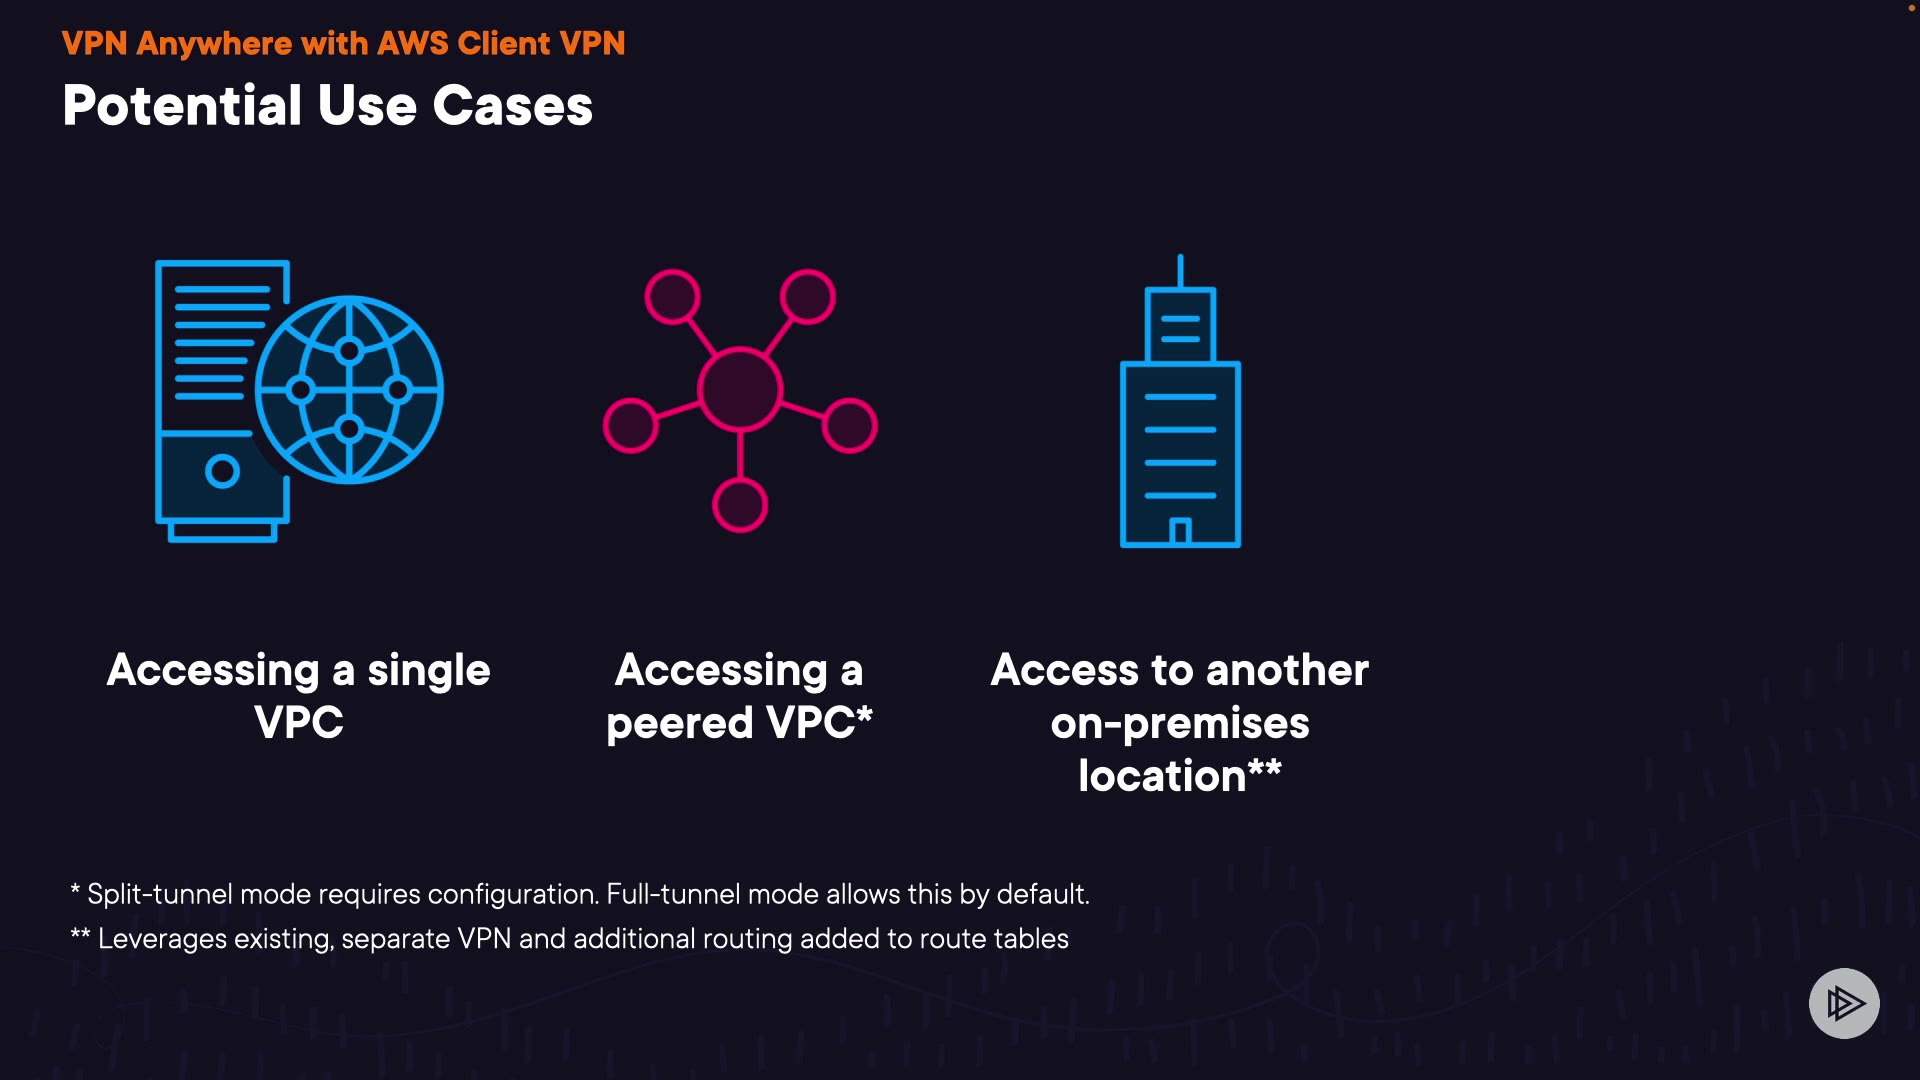 VPN Anywhere with AWS Client VPN
Potential Use Cases
Accessing a single
VPC
Accessing a
peered VPC*
Access to another
on-premises
location**
* Split-tunnel mode requires configuration. Full-tunnel mode allows this by default.
** Leverages existing, separate VPN and additional routing added to route tables